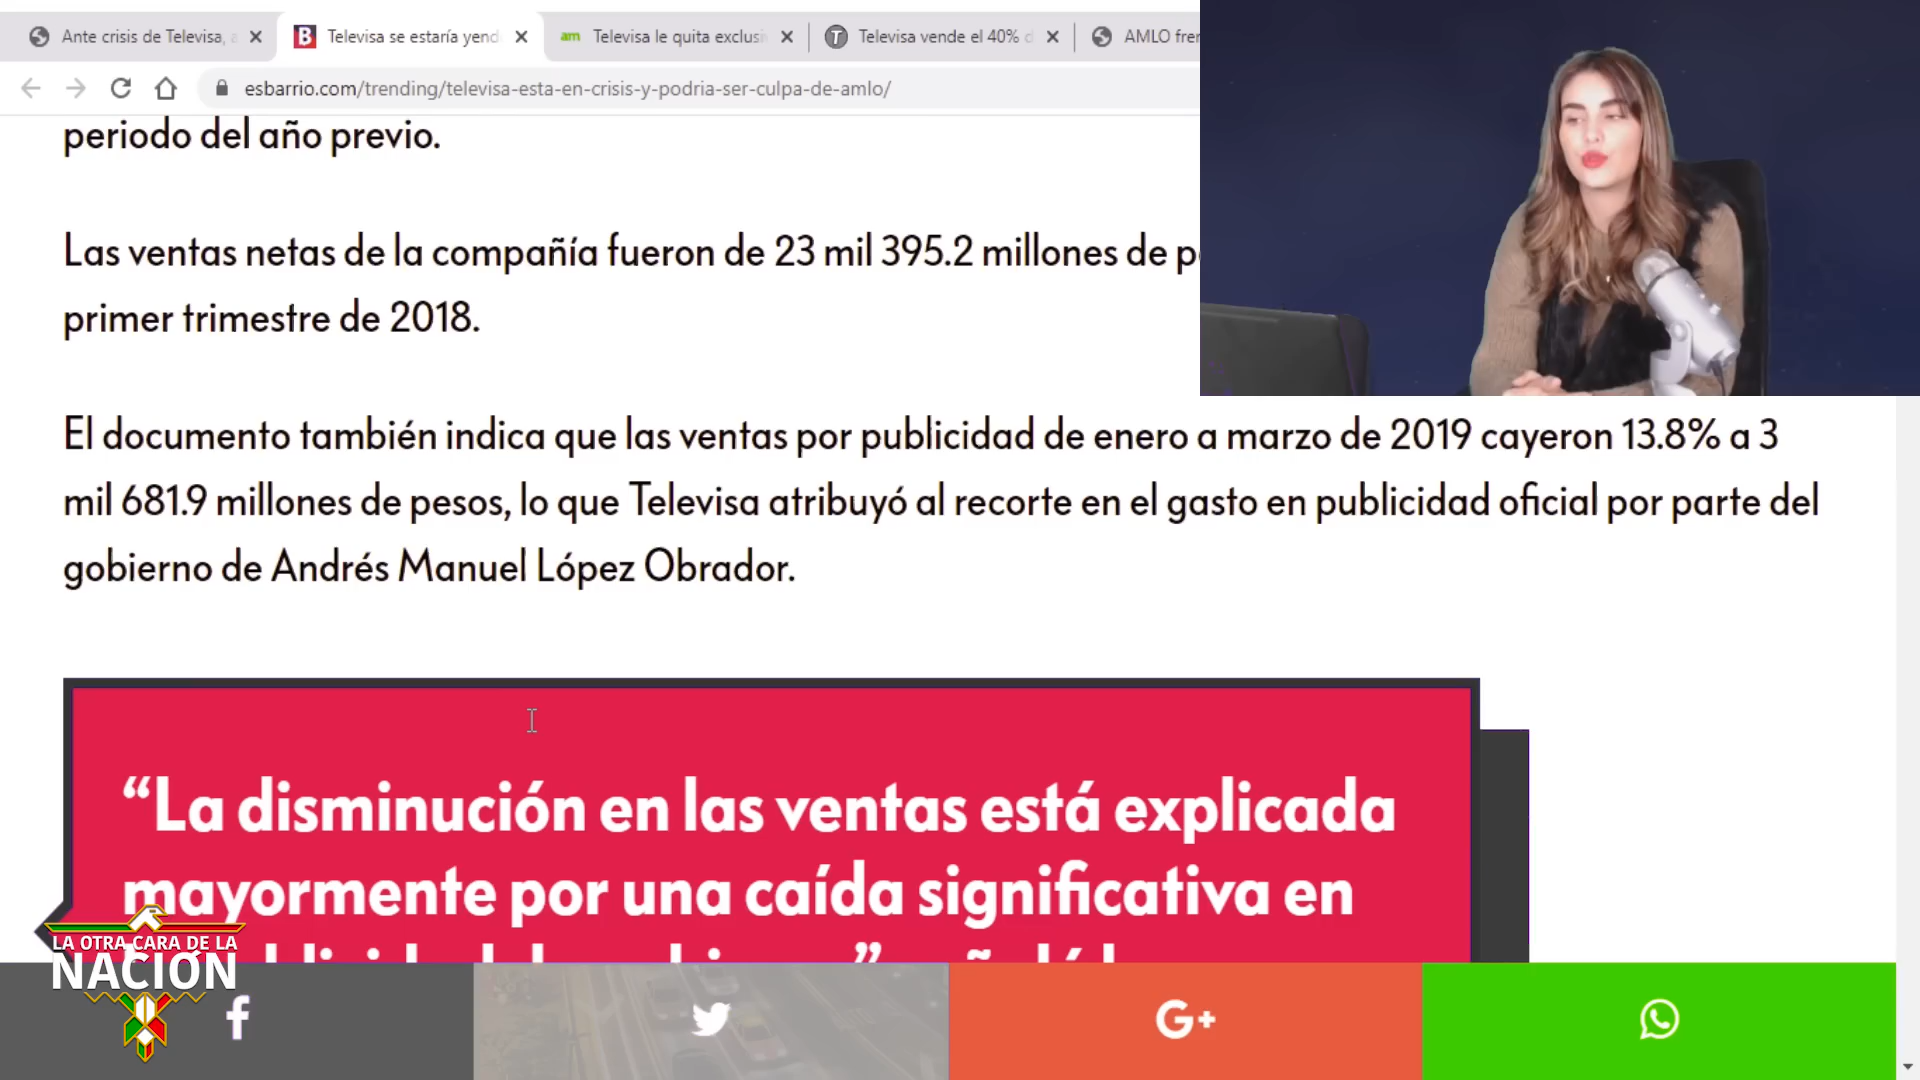 Ante crisis de Televisa,
Televisa se estaría yend
am Televisa le quita exclusi
Televisa vende el 40% d
AMLO fren
esbarrio.com/trending/televisa-esta-en-crisis-y-podria-ser-culpa-de-amlo/
periodo del año previo.
Las ventas netas de la compañía fueron de 23 mil 395.2 millones de p
primer trimestre de 2018.
El documento también indica que las ventas por publicidad de enero a marzo de 2019 cayeron 13.8% a 3
mil 681.9 millones de pesos, lo que Televisa atribuyó al recorte en el gasto en publicidad oficial por parte del
gobierno de Andrés Manuel López Obrador.
“La disminución en las ventas está explicada
mayormente por una caída significativa en
LA OTRA CARA DE LA
NACIÓN
G+